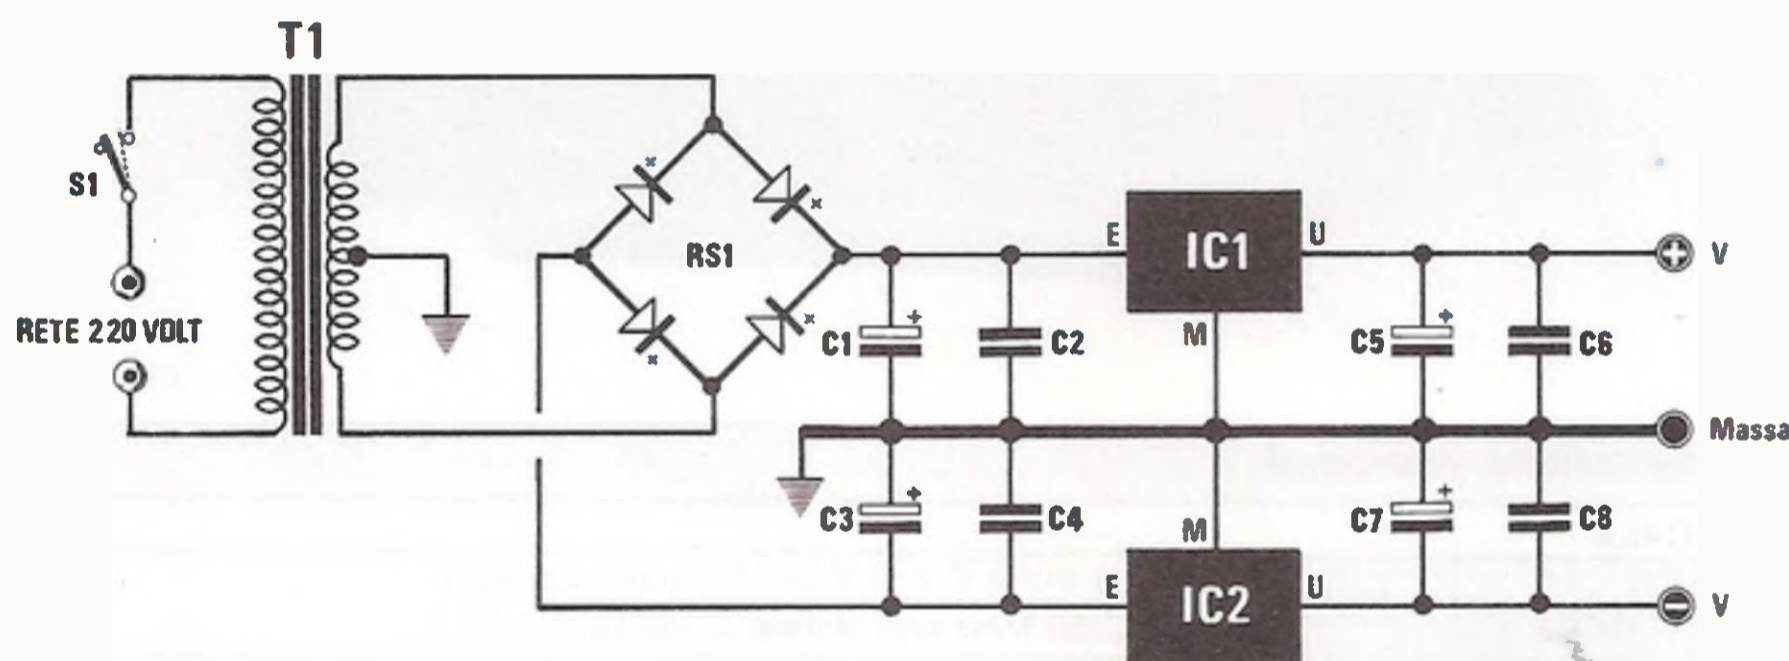 T1
S1
RETE 220 VOLT
RS1
E
IC1
U
M
V
C1
C2
C5
C6
Massa
C3
C4
C7
C8
M
E
IC2
U
V